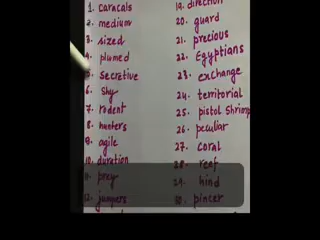 1. caracals
2. medium
3. sized
4. plumed
5. secretive
6. Shy
7. rodent
8. hunters
9. agile
10. duration
11. prey
12. jumpers
19. direction
20. guard
21. precious
22. Egyptians
23. exchange
24. territorial
25. pistol Shrimp
26. peculiar
27. coral
28. reef
29. hind
30. pincer